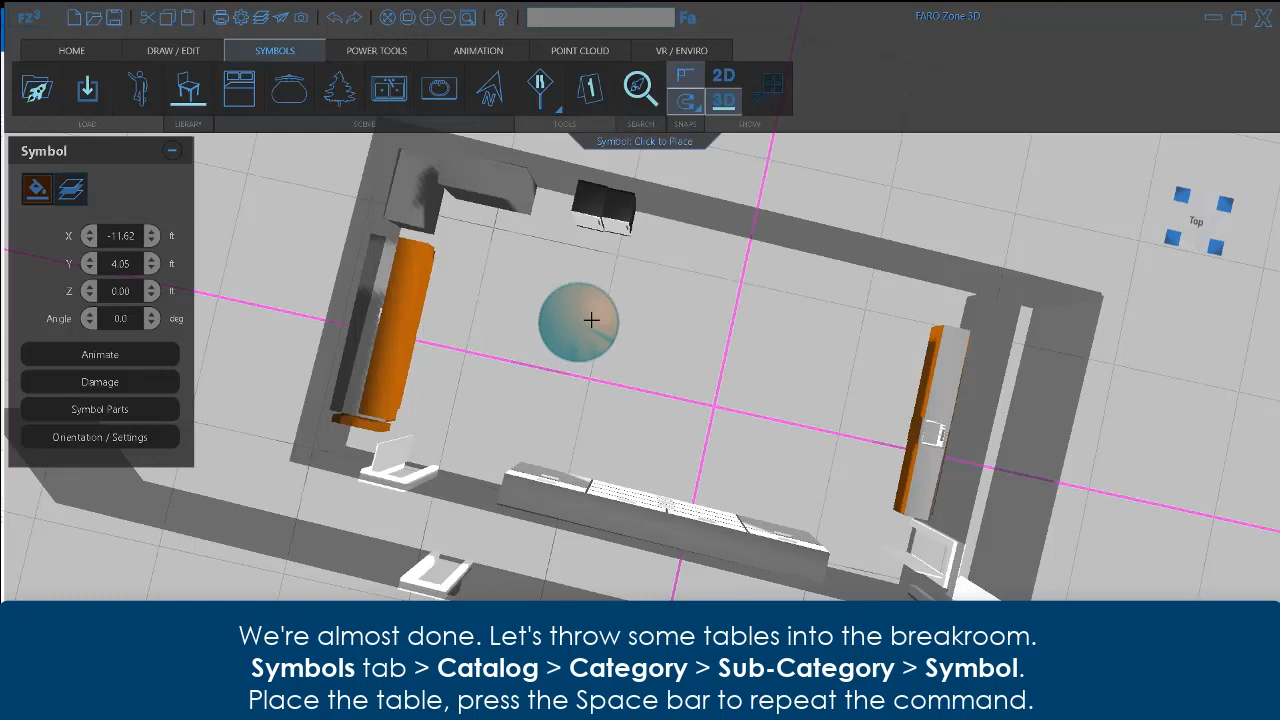 FZ3
Fa
FARO Zone 3D
HOME
DRAW / EDIT
SYMBOLS
POWER TOOLS
ANIMATION
POINT CLOUD
VR / ENVIRO
2D
3D
LOAD
LIBRARY
SCENE
TOOLS
SEARCH
SNAPS
SHOW
Symbol: Click to Place
Symbol
X -11.62 ft
Y 4.05 ft
Z 0.00 ft
Angle 0.0 deg
Animate
Damage
Symbol Parts
Orientation / Settings
Top
We're almost done. Let's throw some tables into the breakroom.
Symbols tab > Catalog > Category > Sub-Category > Symbol.
Place the table, press the Space bar to repeat the command.